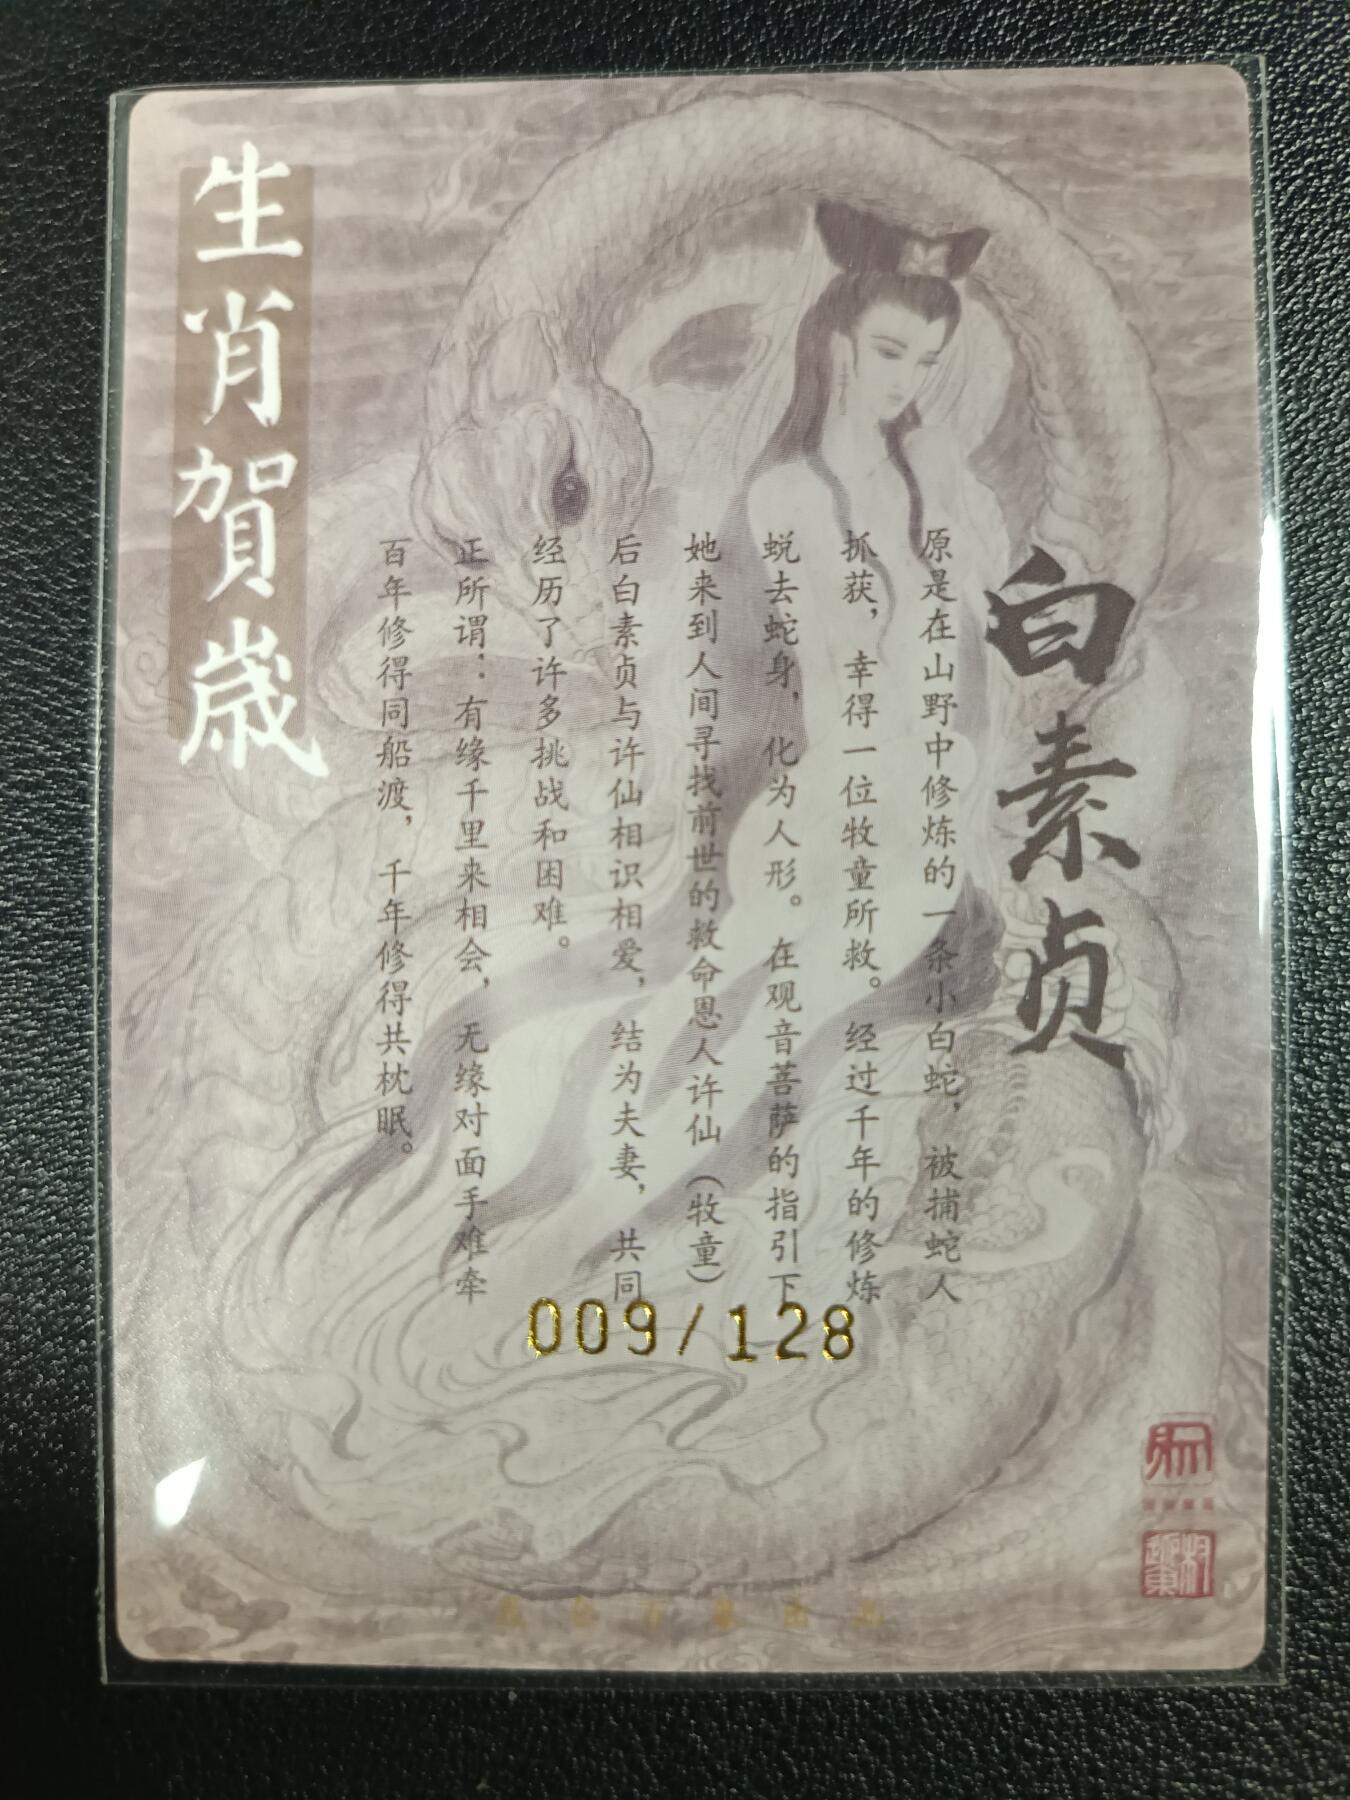 生肖賀歳
白素贞
原是在山野中修炼的一条小白蛇，被捕蛇人
抓获，幸得一位牧童所救。经过千年的修炼
蜕去蛇身，化为人形。在观音菩萨的指引下
她来到人间寻找前世的救命恩人许仙（牧童）
后白素贞与许仙相识相爱，结为夫妻，共同
经历了许多挑战和困难。
正所谓：有缘千里来相会，无缘对面手难牵
百年修得同船渡，千年修得共枕眠。
009/128